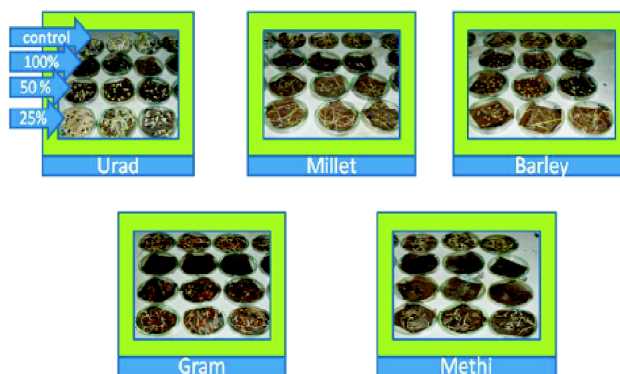 control
100%
50 %
25%
Urad
Millet
Barley
Gram
Methi